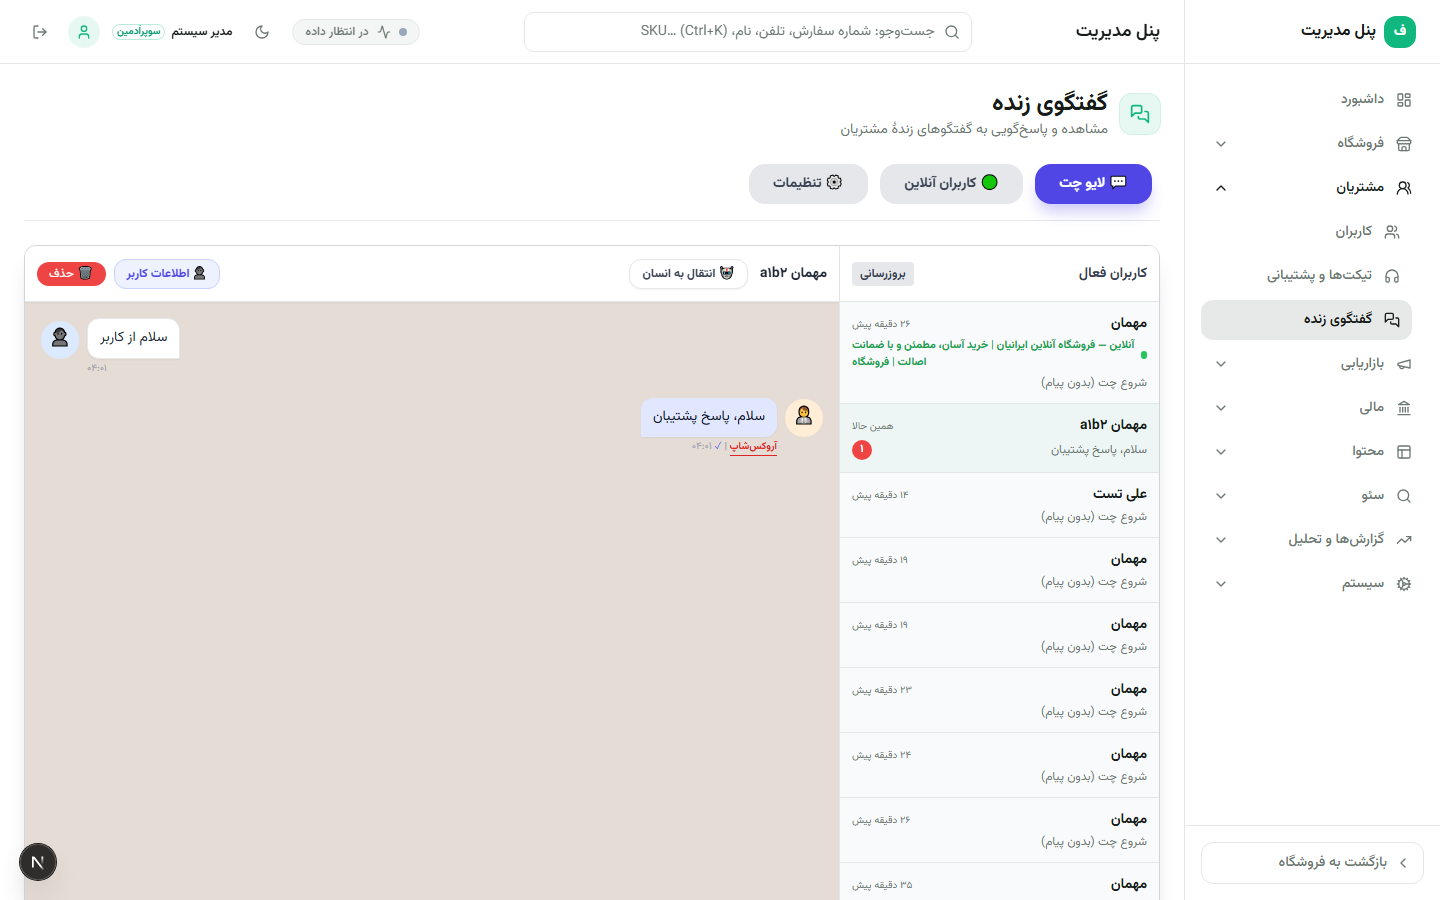 ف
پنل مدیریت
داشبورد
فروشگاه
مشتریان
کاربران
تیکت‌ها و پشتیبانی
گفتگوی زنده
بازاریابی
مالی
محتوا
سئو
گزارش‌ها و تحلیل
سیستم
بازگشت به فروشگاه
پنل مدیریت
جست‌وجو: شماره سفارش، تلفن، نام، SKU… (Ctrl+K)
در انتظار داده
مدیر سیستم
سوپرادمین
گفتگوی زنده
مشاهده و پاسخ‌گویی به گفتگوهای زندهٔ مشتریان
لایو چت
کاربران آنلاین
تنظیمات
کاربران فعال
بروزرسانی
مهمان
۲۶ دقیقه پیش
آنلاین — فروشگاه آنلاین ایرانیان | خرید آسان، مطمئن و با ضمانت
اصالت | فروشگاه
شروع چت (بدون پیام)
مهمان a1b2
همین حالا
سلام، پاسخ پشتیبان
۱
علی تست
۱۴ دقیقه پیش
شروع چت (بدون پیام)
مهمان
۱۹ دقیقه پیش
شروع چت (بدون پیام)
مهمان
۱۹ دقیقه پیش
شروع چت (بدون پیام)
مهمان
۲۳ دقیقه پیش
شروع چت (بدون پیام)
مهمان
۲۴ دقیقه پیش
شروع چت (بدون پیام)
مهمان
۲۶ دقیقه پیش
شروع چت (بدون پیام)
مهمان
۳۵ دقیقه پیش
مهمان a1b2
انتقال به انسان
اطلاعات کاربر
حذف
سلام از کاربر
۰۴:۰۱
سلام، پاسخ پشتیبان
آروکس‌شاپ | ✓ ۰۴:۰۱
N